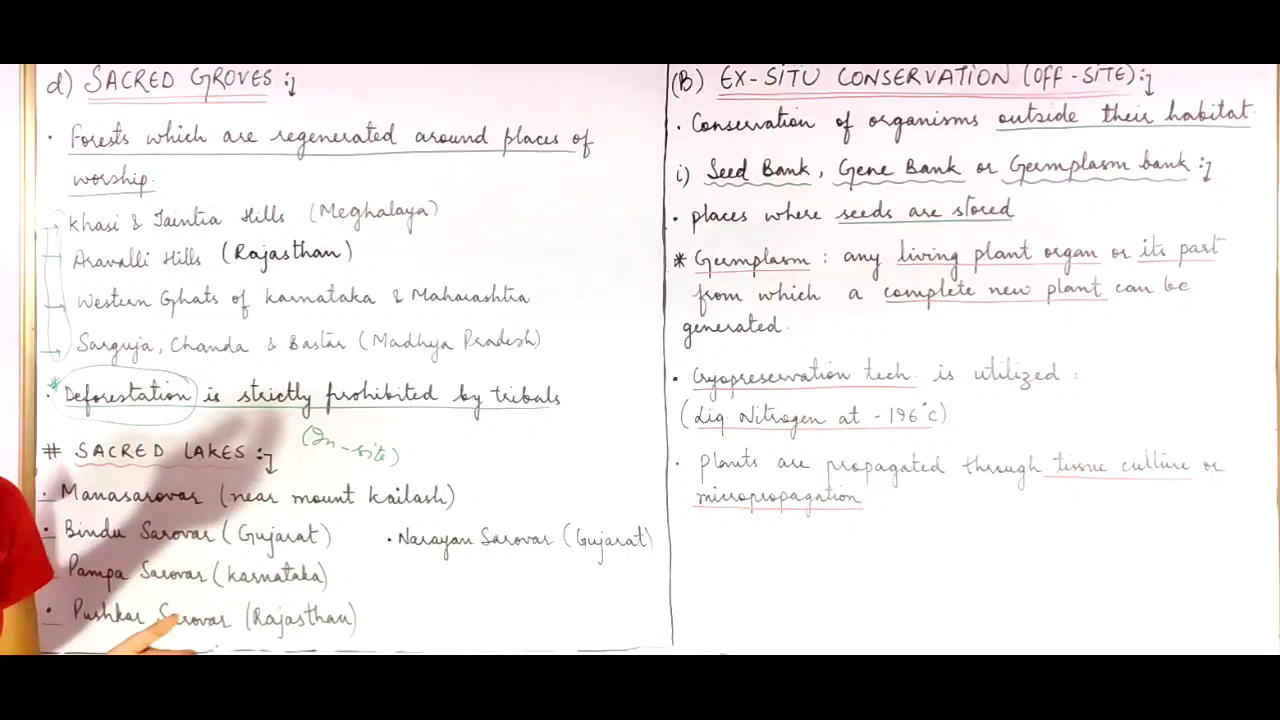 d) SACRED GROVES :↴
· Forests which are regenerated around places of
worship.
→ Khasi & Jaintia Hills (Meghalaya)
Aravalli Hills (Rajasthan)
Western Ghats of Karnataka & Maharashtra
→ Sarguja, Chanda & Bastar (Madhya Pradesh)
* · Deforestation is strictly prohibited by tribals
(In-site)
# SACRED LAKES :↴
· Manasarovar (near mount Kailash)
· Bindu Sarovar (Gujarat) · Narayan Sarovar (Gujarat)
Pampa Sarovar (Karnataka)
· Pushkar Sarovar (Rajasthan)
(B) EX-SITU CONSERVATION (OFF-SITE) :↴
· Conservation of organisms outside their habitat.
i) Seed Bank, Gene Bank or Germplasm bank :↴
· places where seeds are stored
* Germplasm : any living plant organ or its part
from which a complete new plant can be
generated.
· Cryopreservation tech. is utilized :
(Liq. Nitrogen at -196°C)
· Plants are propagated through tissue culture or
micropropagation